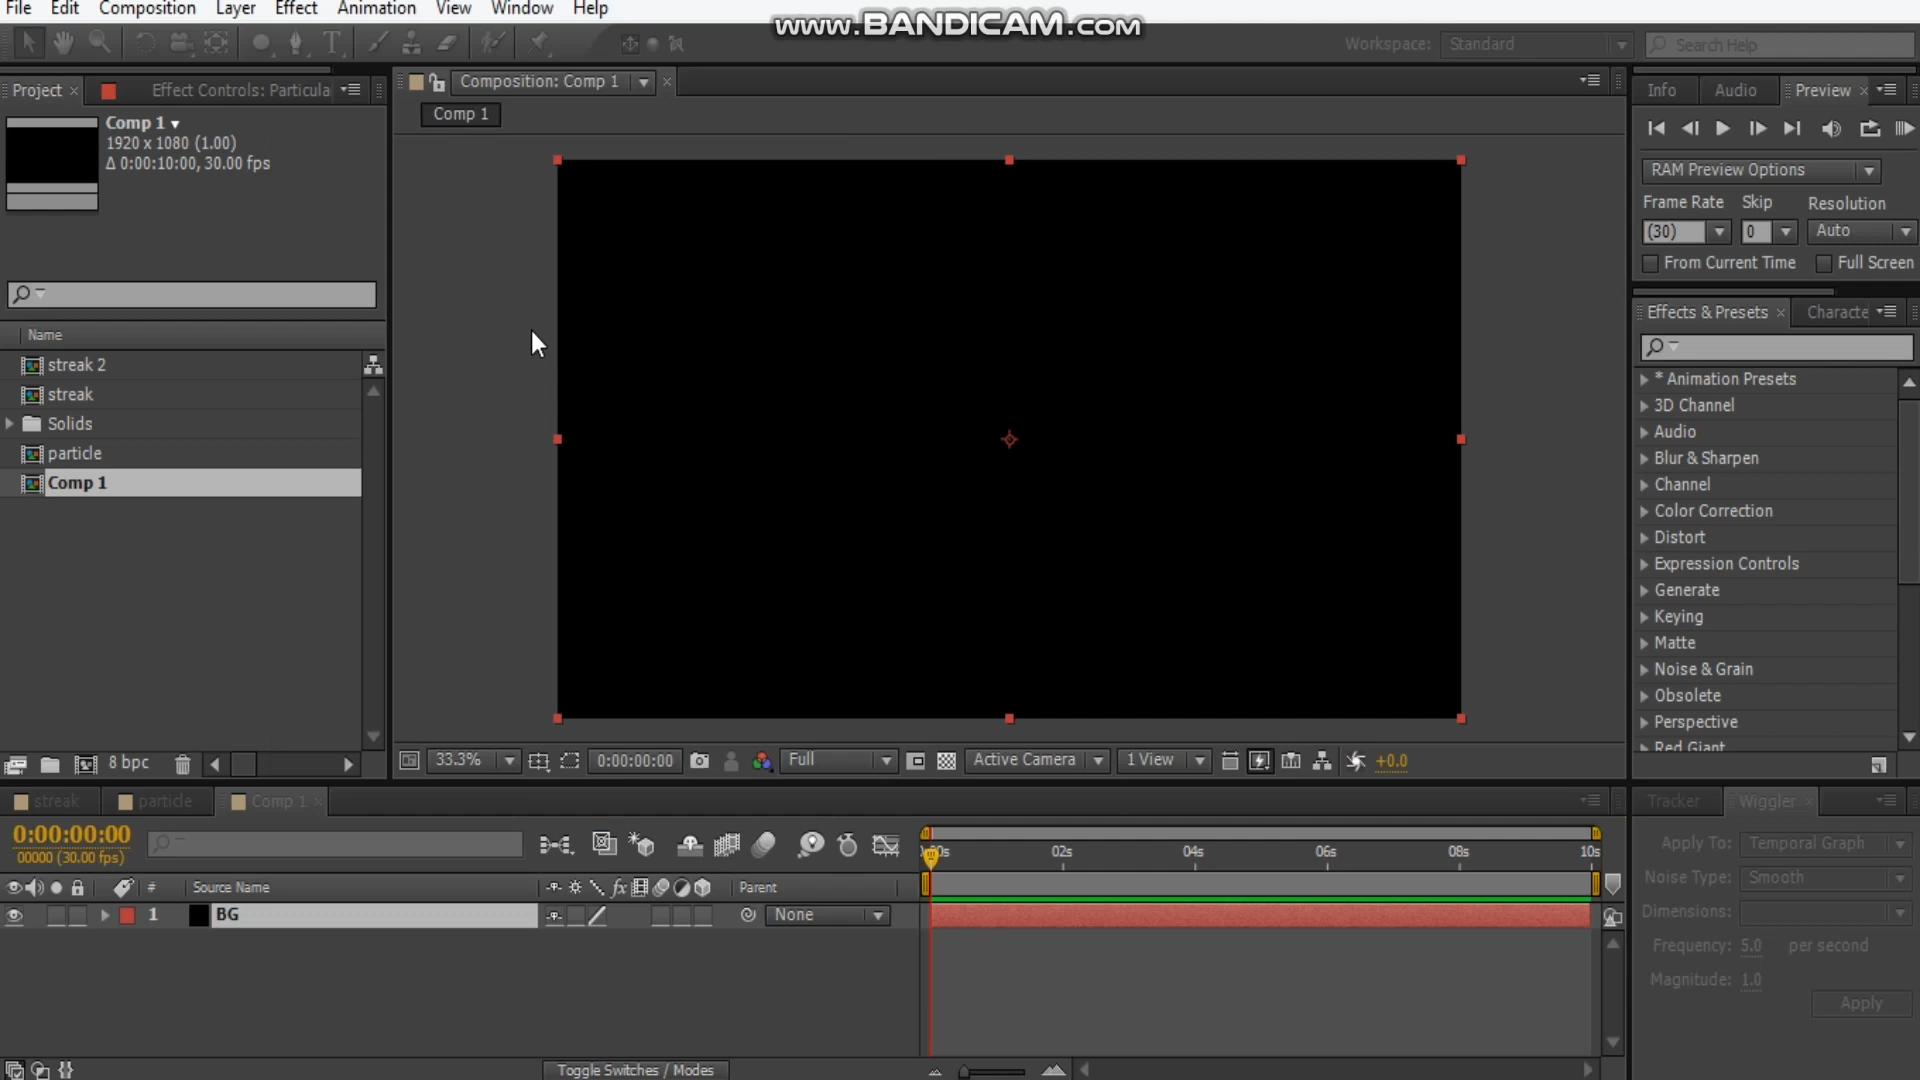 File Edit Composition Layer Effect Animation View Window Help
www.BANDICAM.com
Workspace: Standard
Search Help
Project
Effect Controls: Particula
Composition: Comp 1
Info Audio Preview
Comp 1
1920 x 1080 (1.00)
Δ 0:00:10:00, 30.00 fps
Comp 1
RAM Preview Options
Frame Rate Skip Resolution
(30) 0 Auto
From Current Time Full Screen
Name
streak 2
streak
Solids
particle
Comp 1
Effects & Presets Characte
* Animation Presets
3D Channel
Audio
Blur & Sharpen
Channel
Color Correction
Distort
Expression Controls
Generate
Keying
Matte
Noise & Grain
Obsolete
Perspective
Red Giant
8 bpc
33.3% 0:00:00:00 Full Active Camera 1 View +0.0
streak particle Comp 1
0:00:00:00
00000 (30.00 fps)
02s 04s 06s 08s 10s
# Source Name fx Parent
1 BG None
Toggle Switches / Modes
Tracker Wiggler
Apply To: Temporal Graph
Noise Type: Smooth
Dimensions:
Frequency: 5.0 per second
Magnitude: 1.0
Apply